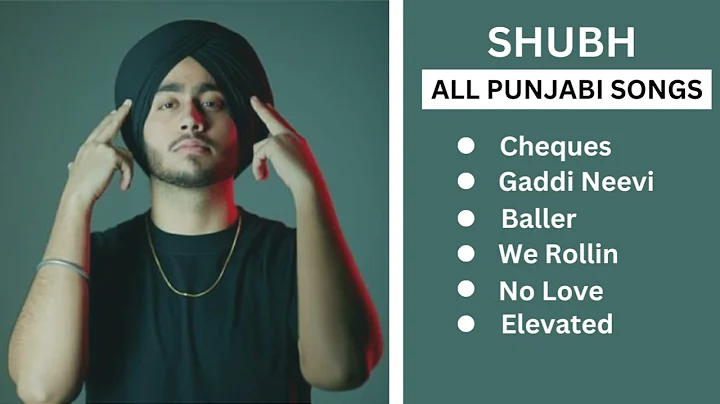 SHUBH
ALL PUNJABI SONGS
Cheques
Gaddi Neevi
Baller
We Rollin
No Love
Elevated